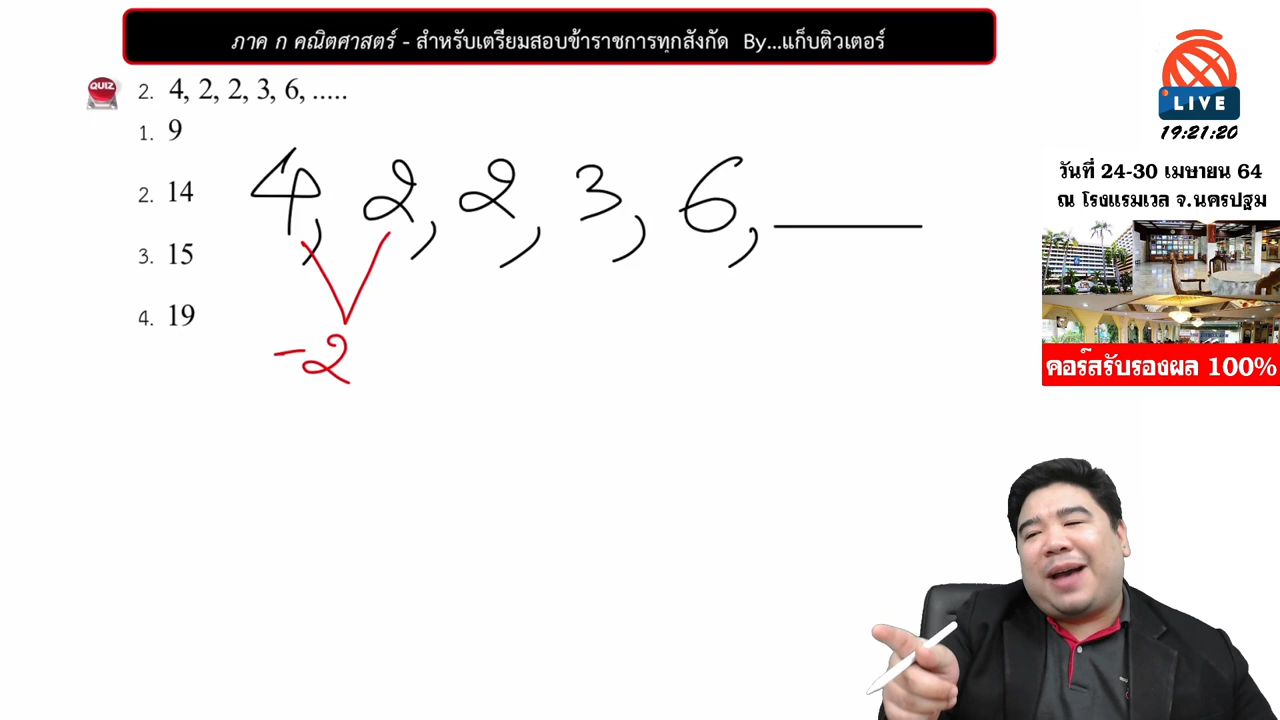 ภาค ก คณิตศาสตร์ - สำหรับเตรียมสอบข้าราชการทุกสังกัด By...แก็บติวเตอร์
QUIZ
2. 4, 2, 2, 3, 6, .....
1. 9
2. 14
3. 15
4. 19
4, 2, 2, 3, 6, ______
-2
LIVE
19:21:20
วันที่ 24-30 เมษายน 64
ณ โรงแรมเวล จ.นครปฐม
คอร์สรับรองผล 100%